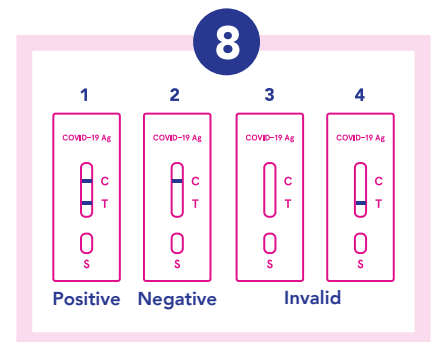 8
1 2 3 4
COVID-19 Ag COVID-19 Ag COVID-19 Ag COVID-19 Ag
C C C C
T T T T
S S S S
Positive Negative Invalid